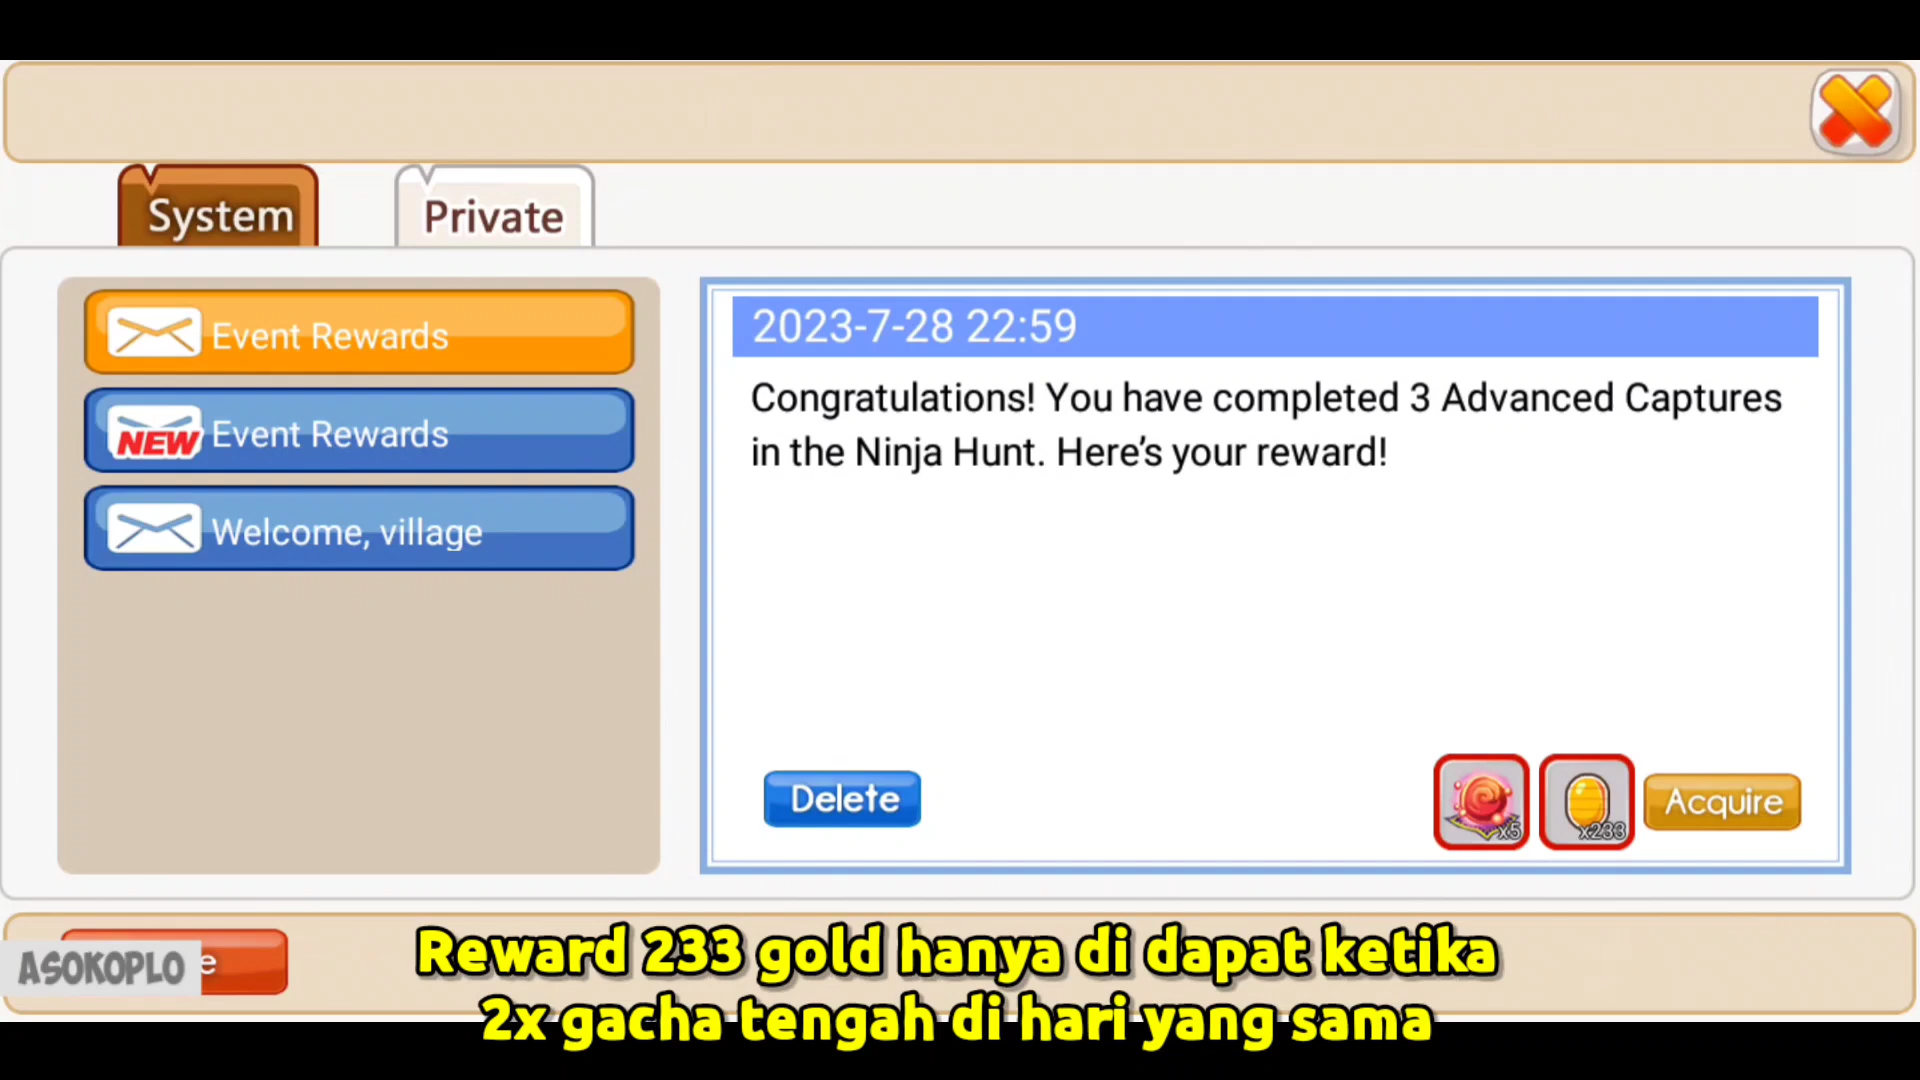 System
Private
Event Rewards
NEW Event Rewards
Welcome, village
2023-7-28 22:59
Congratulations! You have completed 3 Advanced Captures
in the Ninja Hunt. Here's your reward!
Delete
x5
x233
Acquire
ASOKOPLO
e
Reward 233 gold hanya di dapat ketika
2x gacha tengah di hari yang sama